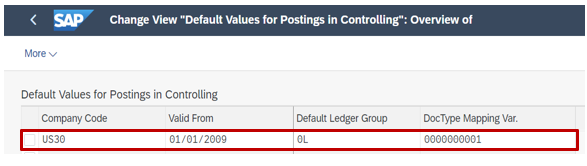 SAP Change View "Default Values for Postings in Controlling": Overview of
More
Default Values for Postings in Controlling
Company Code Valid From Default Ledger Group DocType Mapping Var.
US30 01/01/2009 0L 0000000001